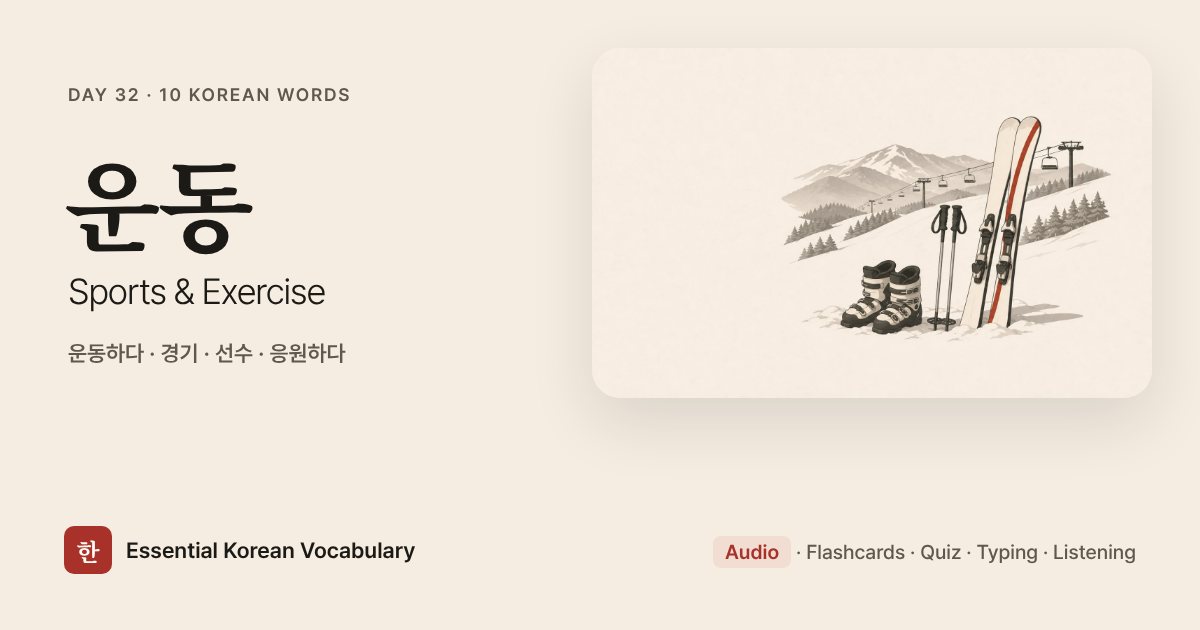 DAY 32 · 10 KOREAN WORDS
운동
Sports & Exercise
운동하다 · 경기 · 선수 · 응원하다
한 Essential Korean Vocabulary
Audio · Flashcards · Quiz · Typing · Listening